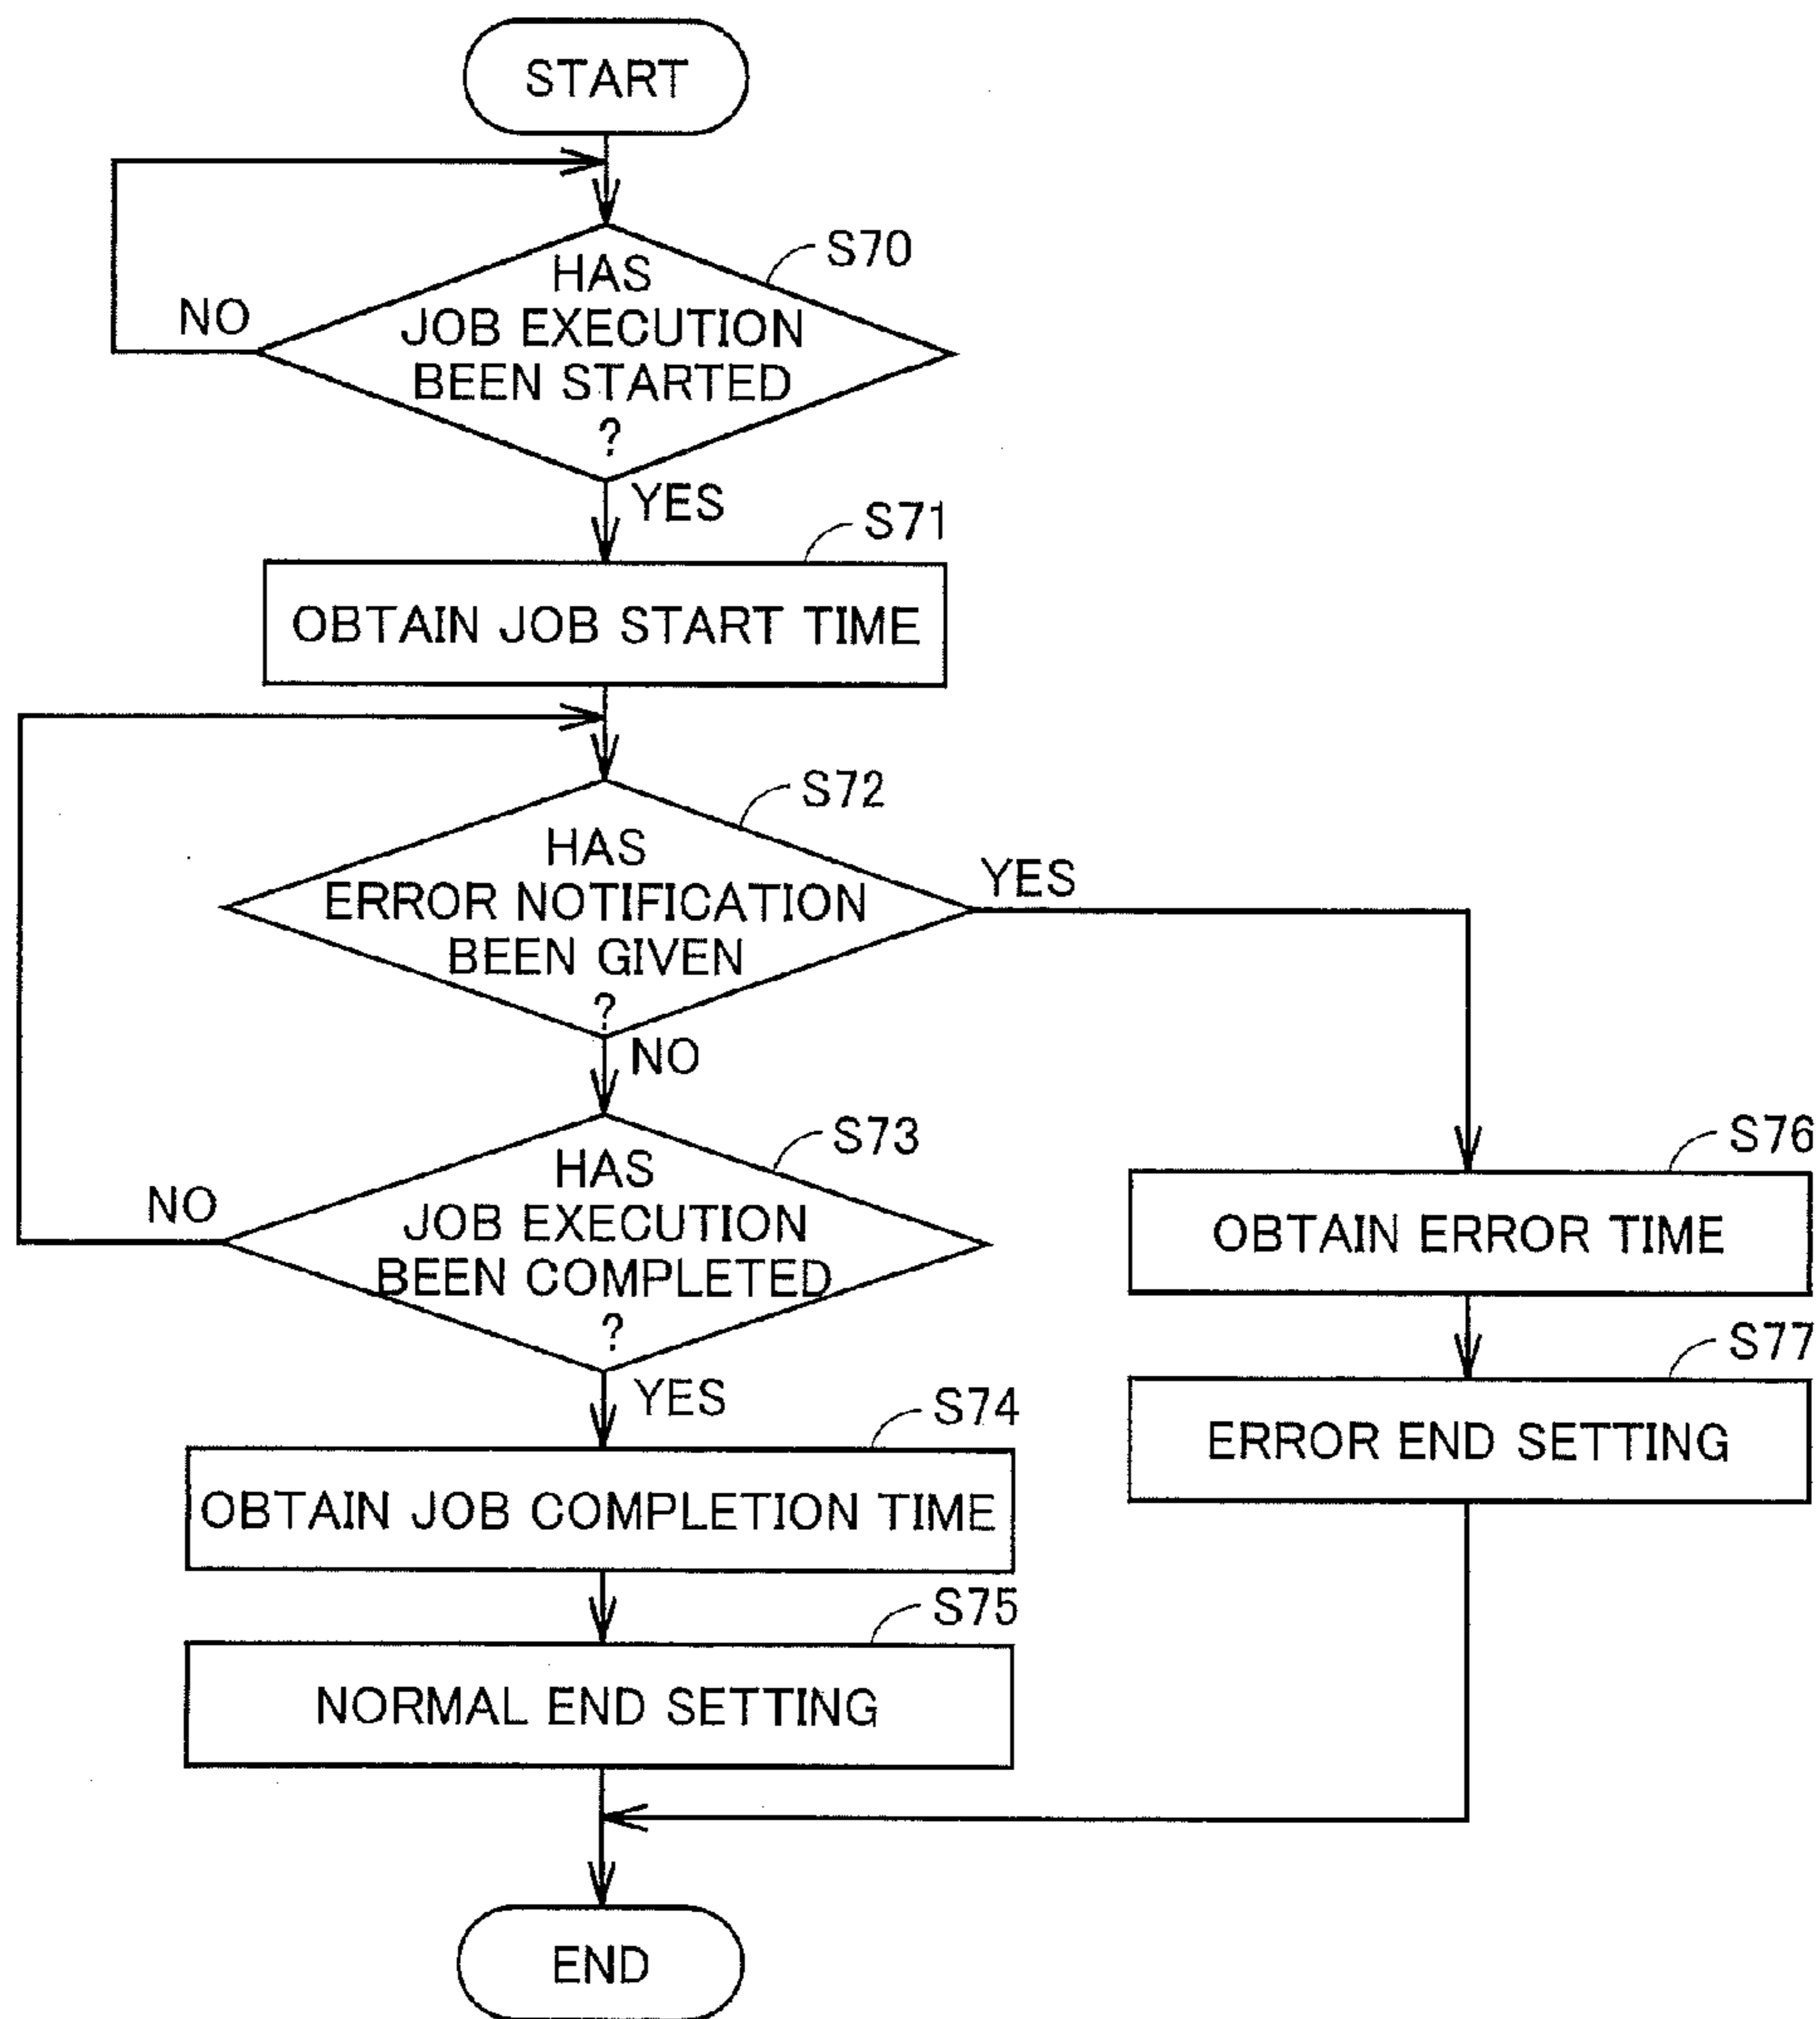 START
S70
HAS
JOB EXECUTION
BEEN STARTED
?
NO
YES
S71
OBTAIN JOB START TIME
S72
HAS
ERROR NOTIFICATION
BEEN GIVEN
?
YES
NO
S73
HAS
JOB EXECUTION
BEEN COMPLETED
?
NO
YES
S74
OBTAIN JOB COMPLETION TIME
S75
NORMAL END SETTING
S76
OBTAIN ERROR TIME
S77
ERROR END SETTING
END